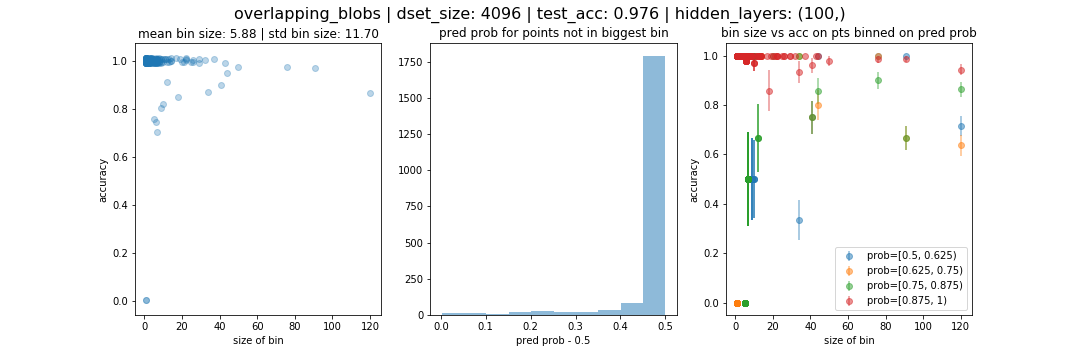 overlapping_blobs | dset_size: 4096 | test_acc: 0.976 | hidden_layers: (100,)
mean bin size: 5.88 | std bin size: 11.70
accuracy
1.0
0.8
0.6
0.4
0.2
0.0
0 20 40 60 80 100 120
size of bin
pred prob for points not in biggest bin
1750
1500
1250
1000
750
500
250
0
0.0 0.1 0.2 0.3 0.4 0.5
pred prob - 0.5
bin size vs acc on pts binned on pred prob
accuracy
1.0
0.8
0.6
0.4
0.2
0.0
prob=[0.5, 0.625)
prob=[0.625, 0.75)
prob=[0.75, 0.875)
prob=[0.875, 1)
0 20 40 60 80 100 120
size of bin